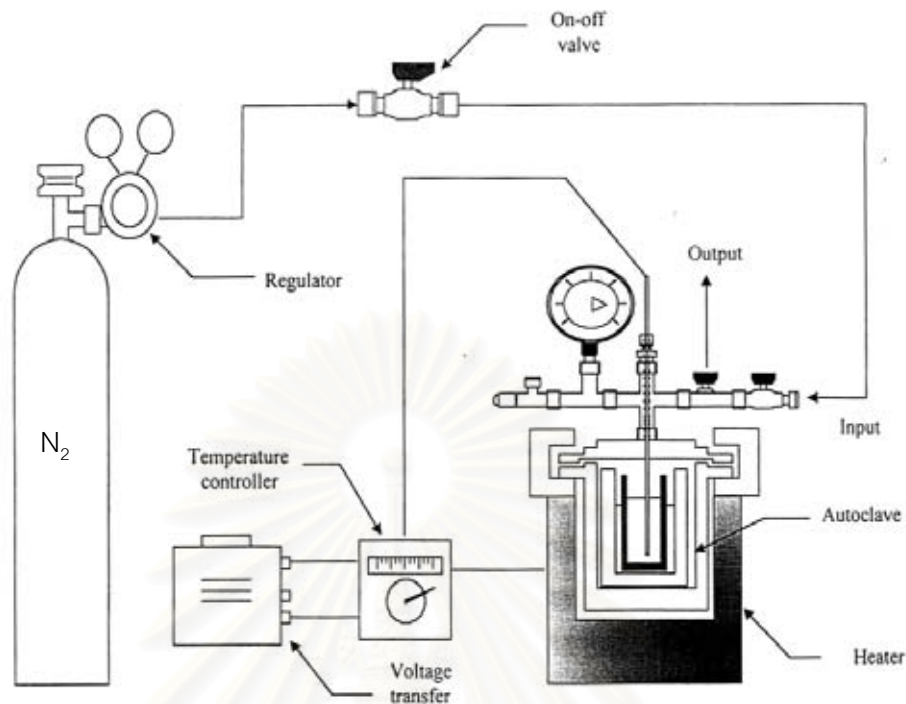 On-off
valve
Regulator
Output
N₂
Input
Temperature
controller
Autoclave
Heater
Voltage
transfer